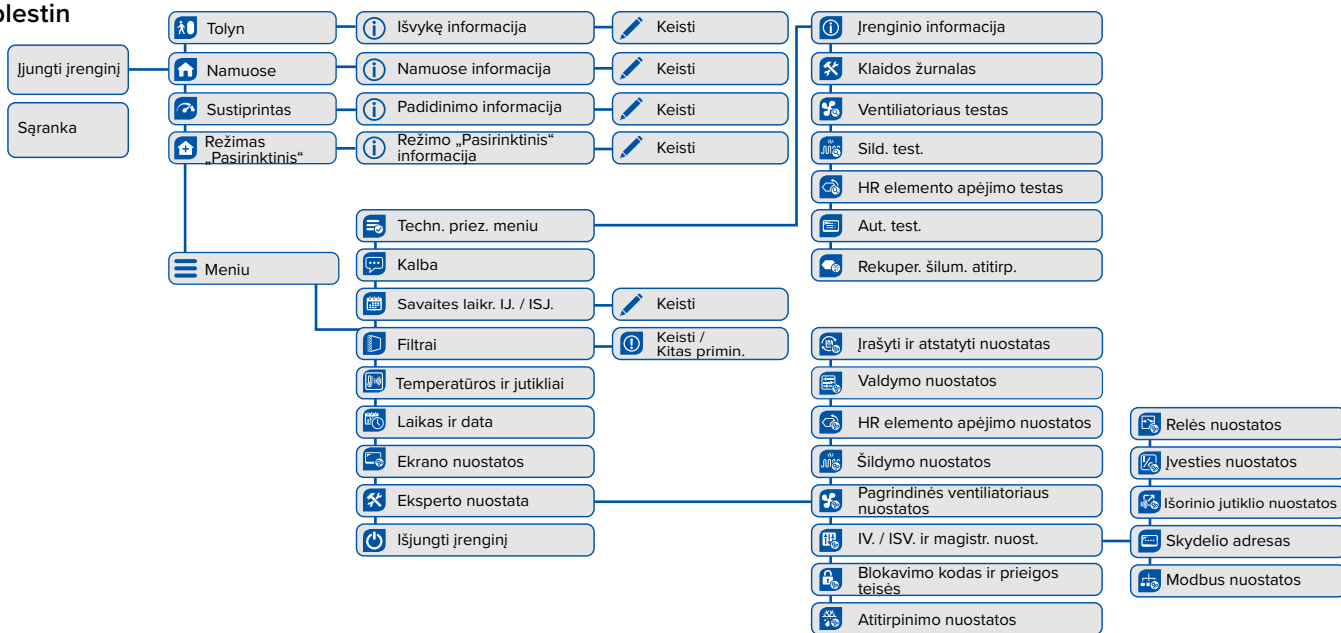 olestin
Įjungti įrenginį
Sąranka
Tolyn
Išvykę informacija
Keisti
Namuose
Namuose informacija
Keisti
Sustiprintas
Padidinimo informacija
Keisti
Režimas
„Pasirinktinis“
Režimo „Pasirinktinis“
informacija
Keisti
Meniu
Techn. priez. meniu
Kalba
Savaites laikr. IJ. / ISJ.
Keisti
Filtrai
Keisti /
Kitas primin.
Temperatūros ir jutikliai
Laikas ir data
Ekrano nuostatos
Eksperto nuostata
Išjungti įrenginį
Įrenginio informacija
Klaidos žurnalas
Ventiliatoriaus testas
Sild. test.
HR elemento apėjimo testas
Aut. test.
Rekuper. šilum. atitirp.
Įrašyti ir atstatyti nuostatas
Valdymo nuostatos
HR elemento apėjimo nuostatos
Šildymo nuostatos
Pagrindinės ventiliatoriaus
nuostatos
IV. / ISV. ir magistr. nuost.
Blokavimo kodas ir prieigos
teisės
Atitirpinimo nuostatos
Relės nuostatos
Įvesties nuostatos
Išorinio jutiklio nuostatos
Skydelio adresas
Modbus nuostatos